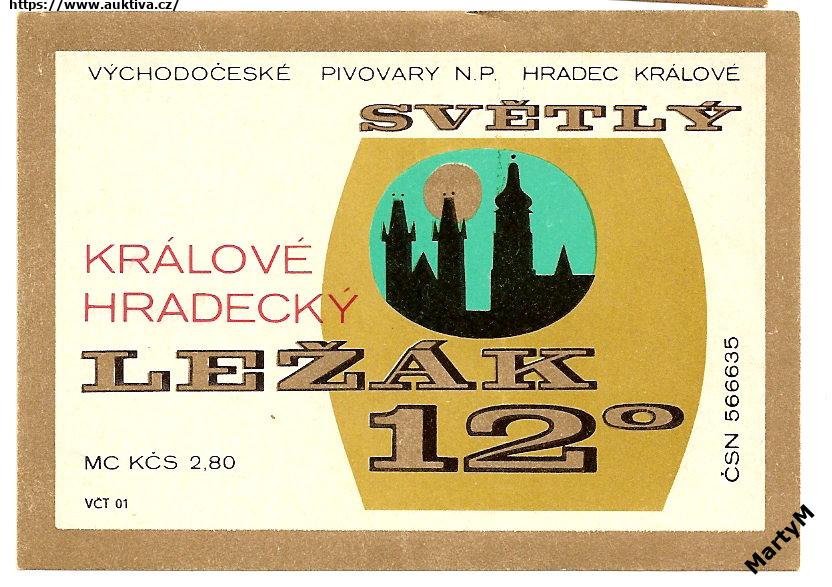 https://www.auktiva.cz/
VÝCHODOČESKÉ PIVOVARY N.P. HRADEC KRÁLOVÉ
SVĚTLÝ
KRÁLOVÉ
HRADECKÝ
LEŽÁK
12°
MC KČS 2,80
VČT 01
ČSN 566635
MartyM